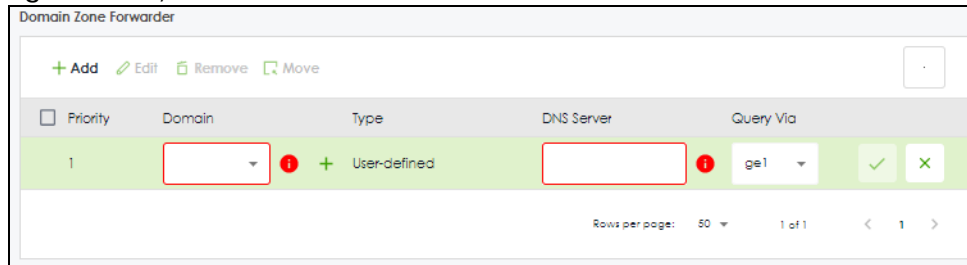 Domain Zone Forwarder
Add Edit Remove Move
Priority Domain Type DNS Server Query Via
1 User-defined ge1
Rows per page: 50 1 of 1 1